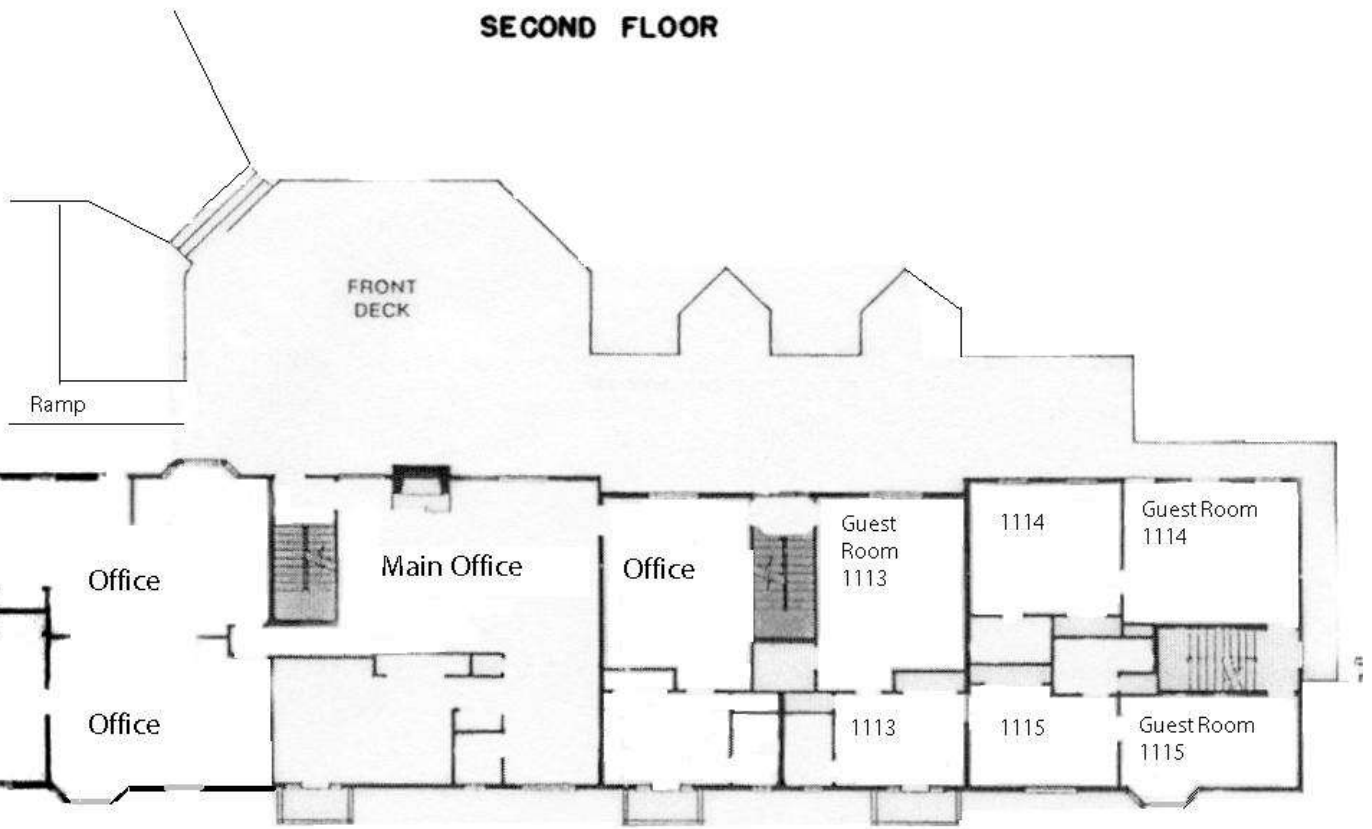 SECOND FLOOR
FRONT
DECK
Ramp
Office
Main Office
Office
Guest
Room
1113
1114
Guest Room
1114
Office
1113
1115
Guest Room
1115